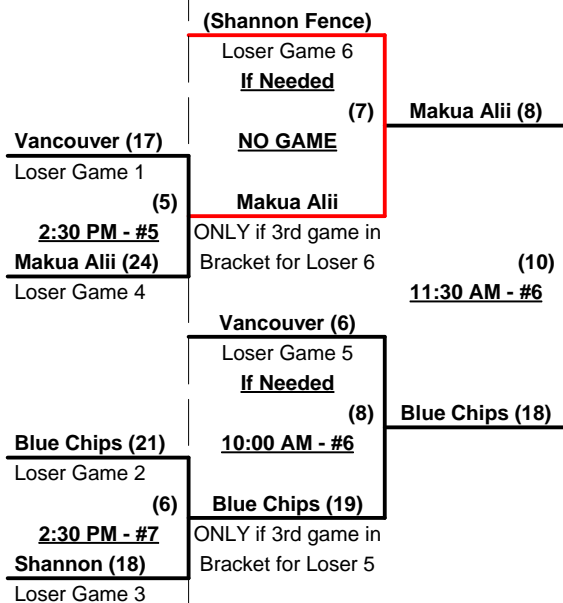 (Shannon Fence)
Loser Game 6
If Needed
(7)
Makua Alii (8)
Vancouver (17)
NO GAME
Loser Game 1
(5)
Makua Alii
2:30 PM - #5
ONLY if 3rd game in
Makua Alii (24)
Bracket for Loser 6
(10)
Loser Game 4
11:30 AM - #6
Vancouver (6)
Loser Game 5
If Needed
(8)
Blue Chips (18)
Blue Chips (21)
10:00 AM - #6
Loser Game 2
(6)
Blue Chips (19)
2:30 PM - #7
ONLY if 3rd game in
Shannon (18)
Bracket for Loser 5
Loser Game 3